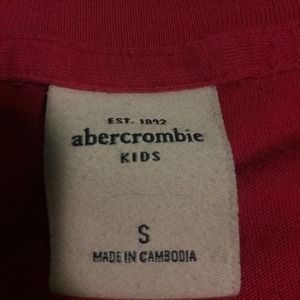 EST. 1892
abercrombie
KIDS
S
MADE IN CAMBODIA